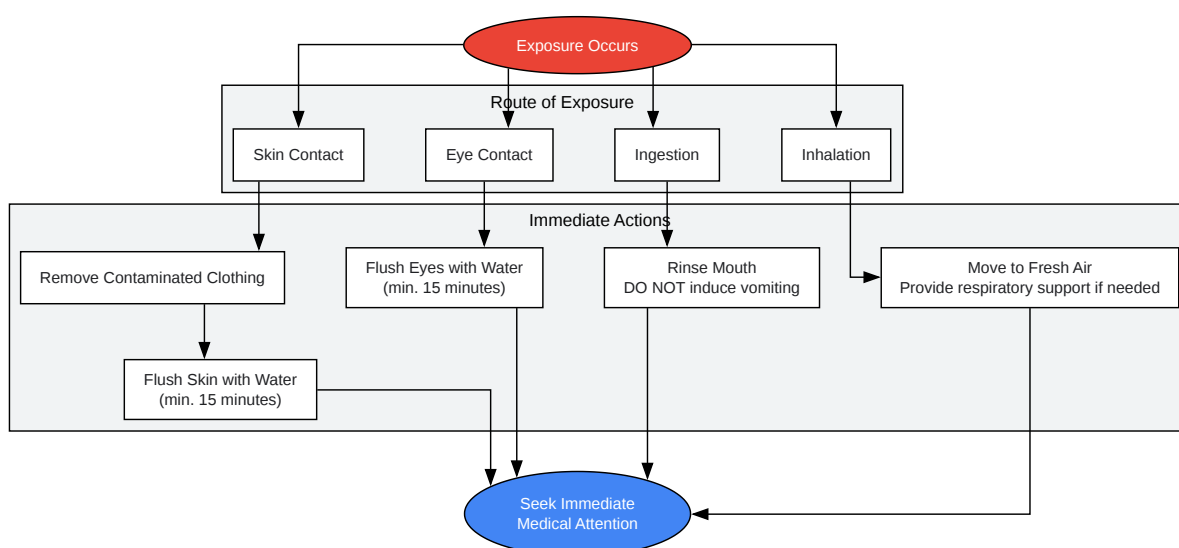 Exposure Occurs
Route of Exposure
Skin Contact
Eye Contact
Ingestion
Inhalation
Immediate Actions
Remove Contaminated Clothing
Flush Eyes with Water
(min. 15 minutes)
Rinse Mouth
DO NOT induce vomiting
Move to Fresh Air
Provide respiratory support if needed
Flush Skin with Water
(min. 15 minutes)
Seek Immediate
Medical Attention